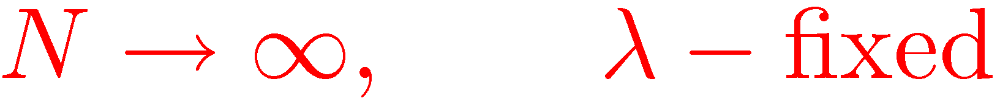 N → ∞, λ − fixed